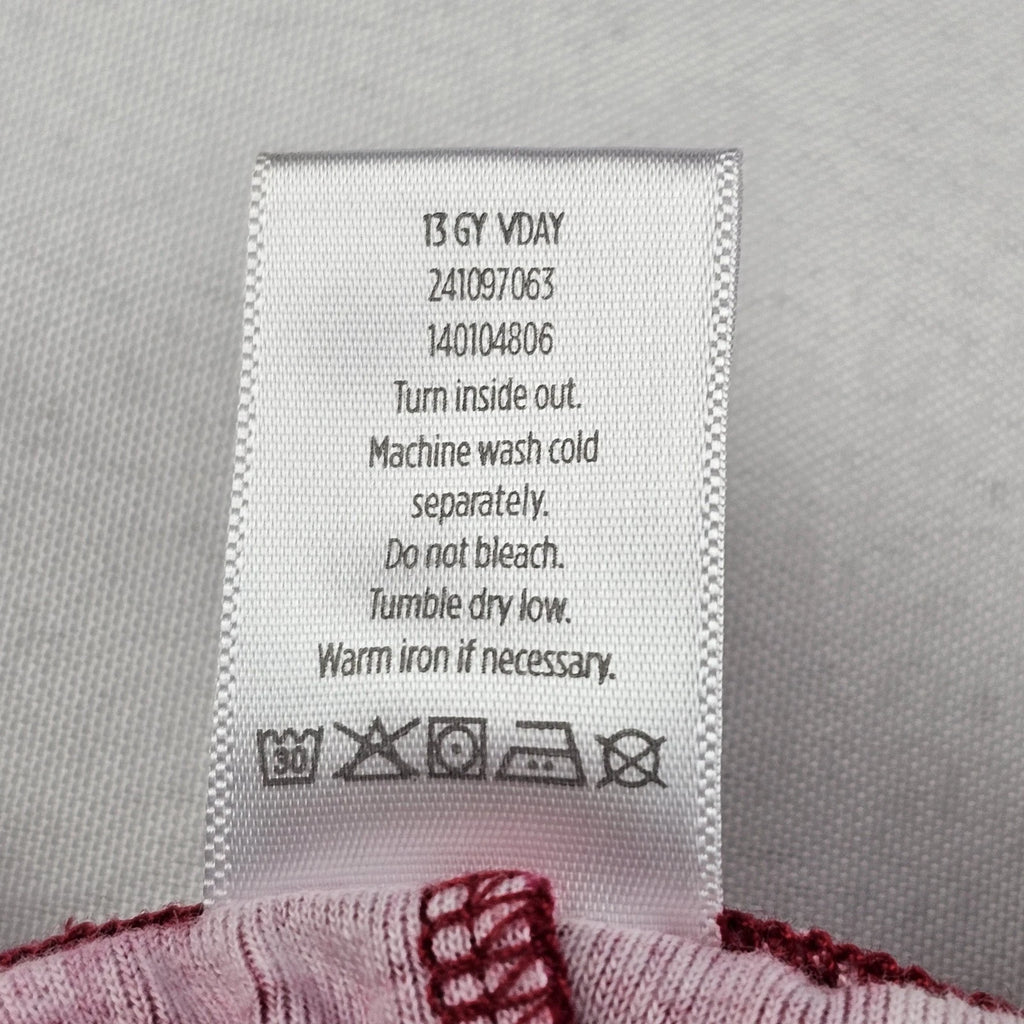 13 GY VDAY
241097063
140104806
Turn inside out.
Machine wash cold
separately.
Do not bleach.
Tumble dry low.
Warm iron if necessary.
30